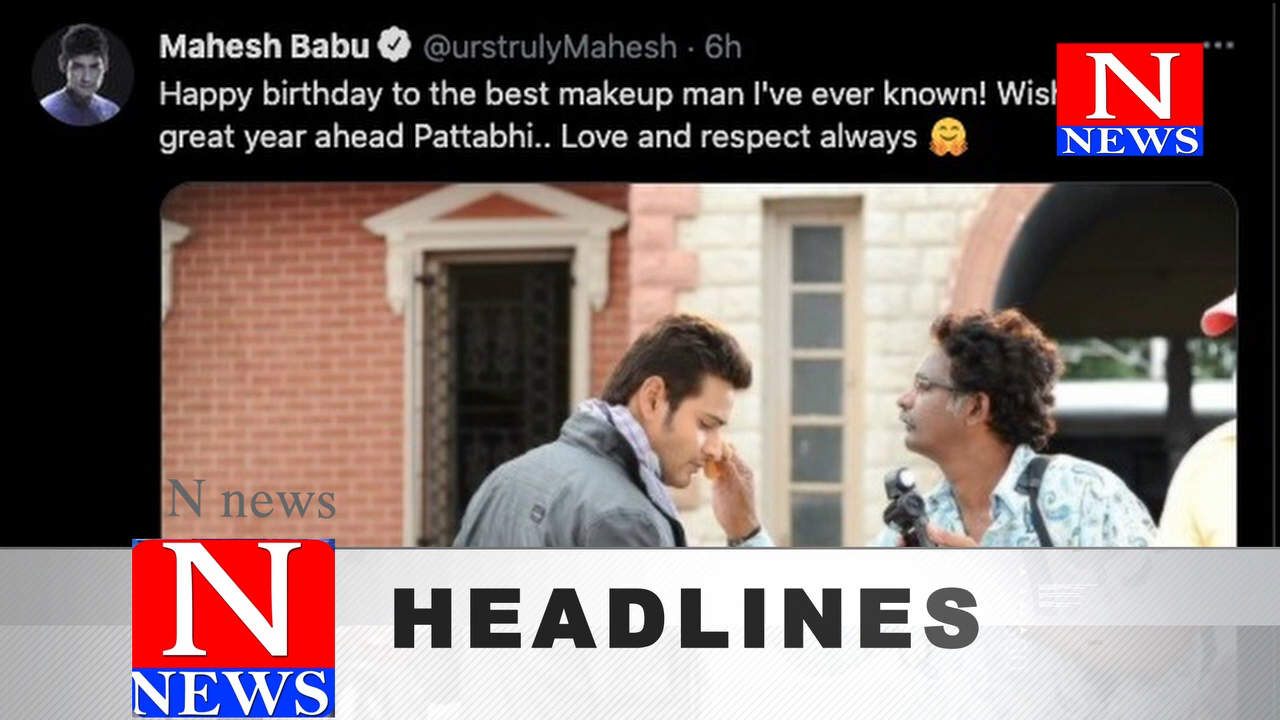 Mahesh Babu @urstrulyMahesh · 6h
Happy birthday to the best makeup man I've ever known!
great year ahead Pattabhi.. Love and respect always 🤗
N
NEWS
N news
N
NEWS
HEADLINES